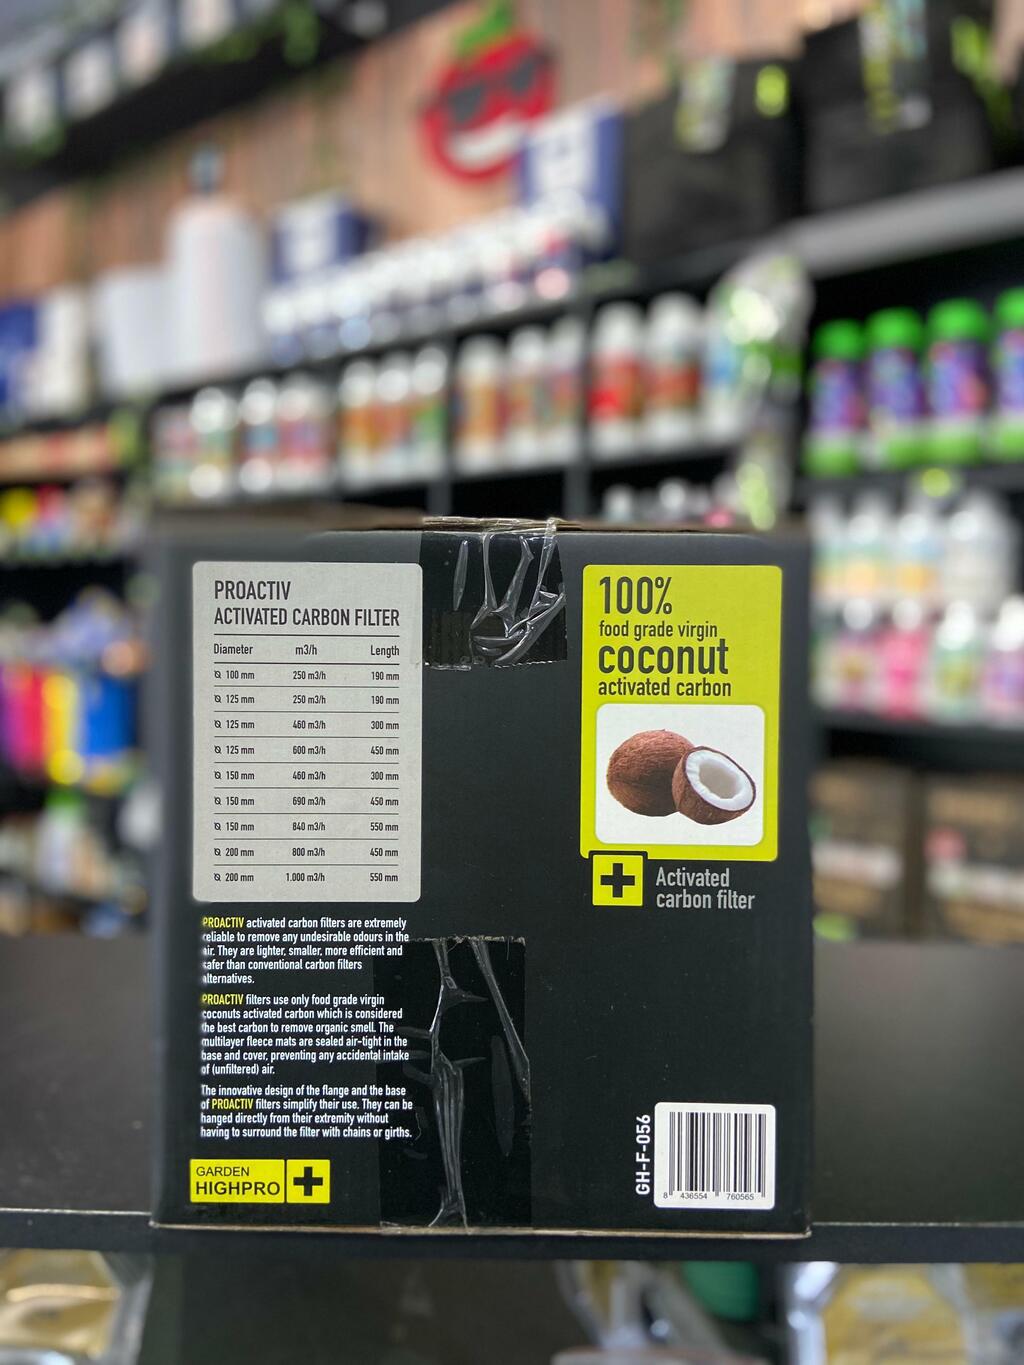 PROACTIV
ACTIVATED CARBON FILTER
Diameter m3/h Length
Ø 100 mm 250 m3/h 190 mm
Ø 125 mm 250 m3/h 190 mm
Ø 125 mm 460 m3/h 300 mm
Ø 125 mm 600 m3/h 450 mm
Ø 150 mm 460 m3/h 300 mm
Ø 150 mm 690 m3/h 450 mm
Ø 150 mm 840 m3/h 550 mm
Ø 200 mm 800 m3/h 450 mm
Ø 200 mm 1.000 m3/h 550 mm
PROACTIV activated carbon filters are extremely
reliable to remove any undesirable odours in the
air. They are lighter, smaller, more efficient and
safer than conventional carbon filters
alternatives.
PROACTIV filters use only food grade virgin
coconuts activated carbon which is considered
the best carbon to remove organic smell. The
multilayer fleece mats are sealed air-tight in the
base and cover, preventing any accidental intake
of (unfiltered) air.
The innovative design of the flange and the base
of PROACTIV filters simplify their use. They can be
hanged directly from their extremity without
having to surround the filter with chains or girths.
GARDEN
HIGHPRO
100%
food grade virgin
coconut
activated carbon
Activated
carbon filter
GH-F-056
8 436554 760565